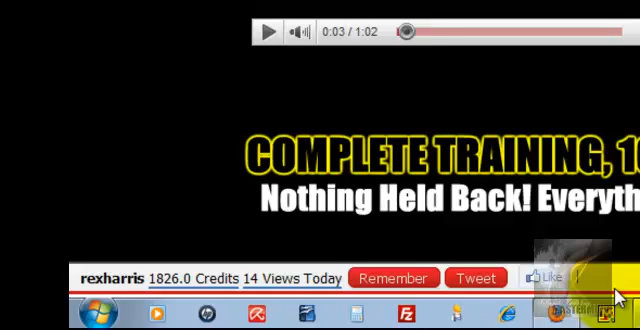 0:03 / 1:02
COMPLETE TRAINING,
Nothing Held Back!
rexharris 1826.0 Credits 14 Views Today Remember Tweet Like